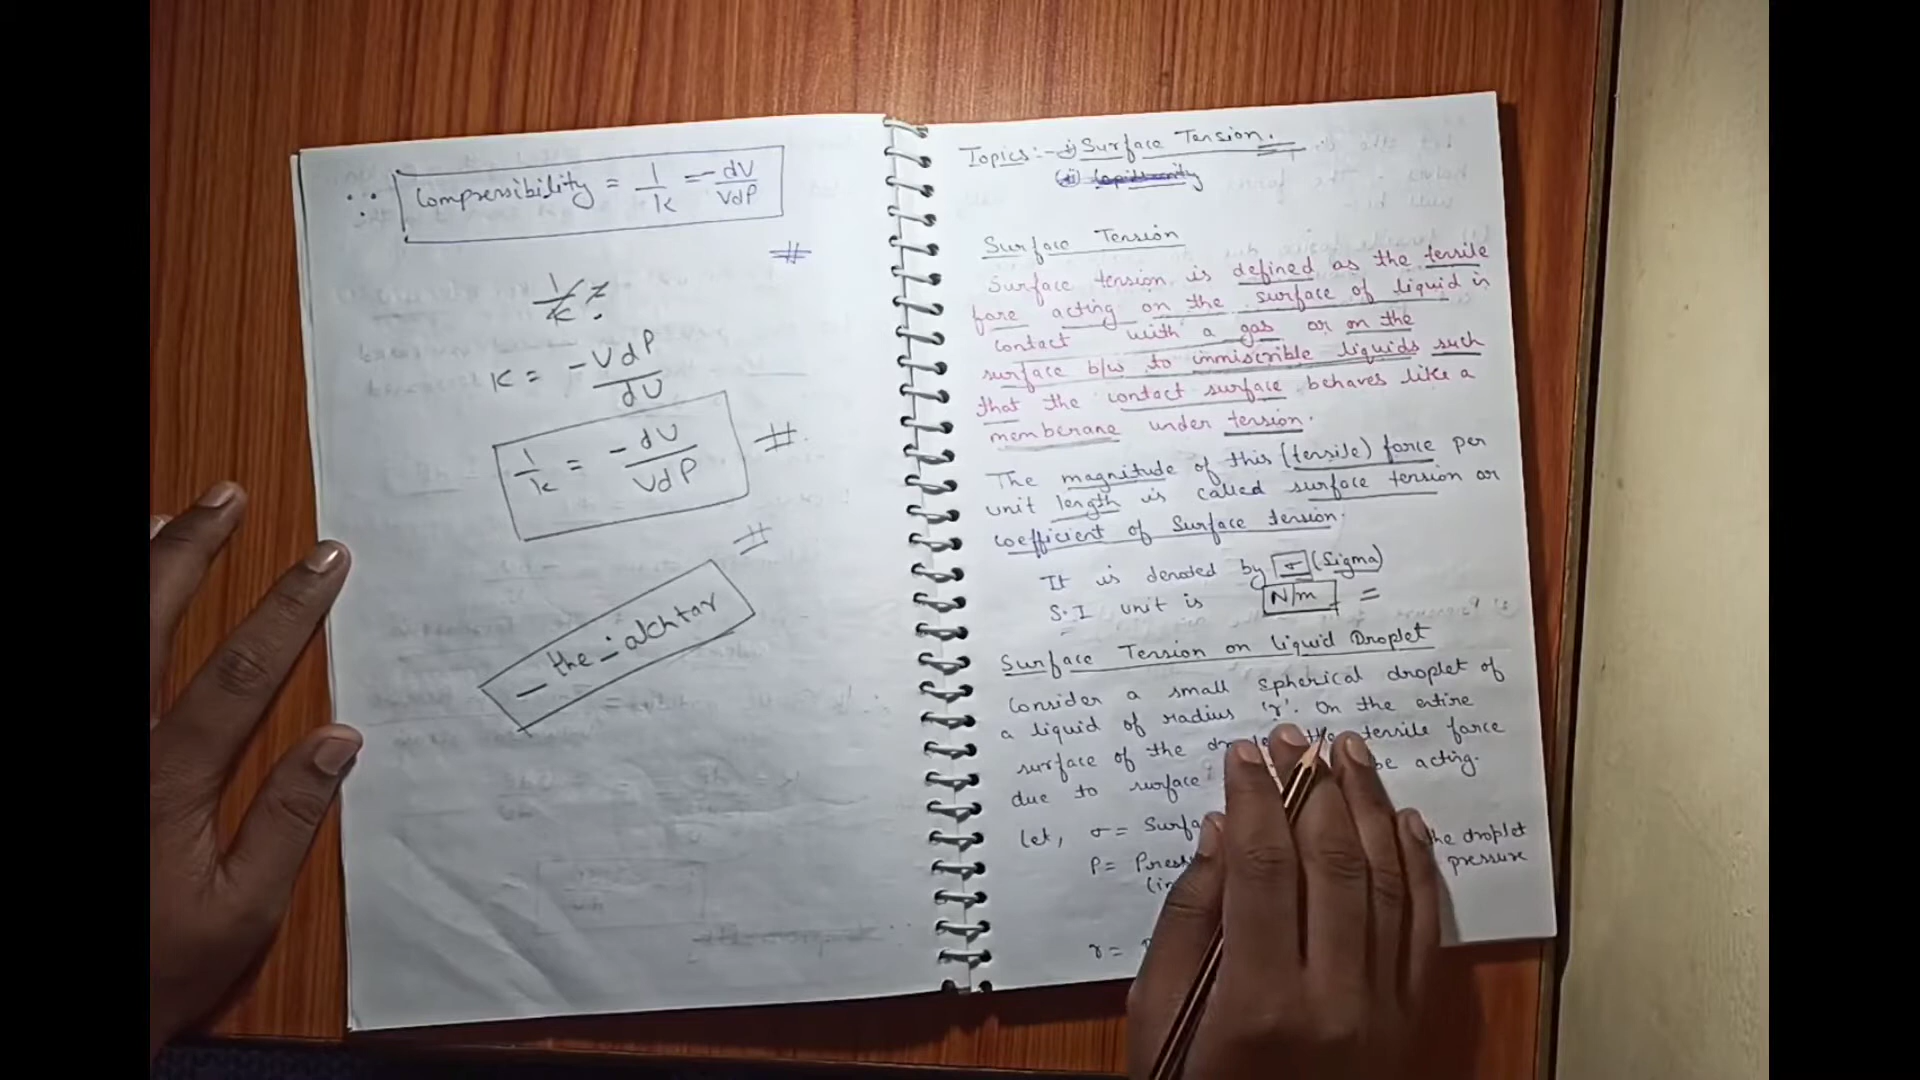 ∴ Compressibility = 1/k = -dV/VdP
#
1/k ?
K = -VdP/dV
1/k = -dV/VdP
#
#
- the _ akhtar
Topics:- i) Surface Tension.
Surface Tension
Surface tension is defined as the tensile
force acting on the surface of liquid in
contact with a gas or on the
surface b/w to immiscrible liquids such
that the contact surface behaves like a
memberane under tension.
The magnitude of this (tensile) force per
unit length is called surface tension or
coefficient of Surface tension.
It is denoted by σ (Sigma)
S.I unit is N/m =
Surface Tension on liquid Droplet
Consider a small spherical droplet of
a liquid of radius 'r'. On the entire
surface of the the tensile force
due to surface be acting.
let, σ = the droplet
P = pressure
r =